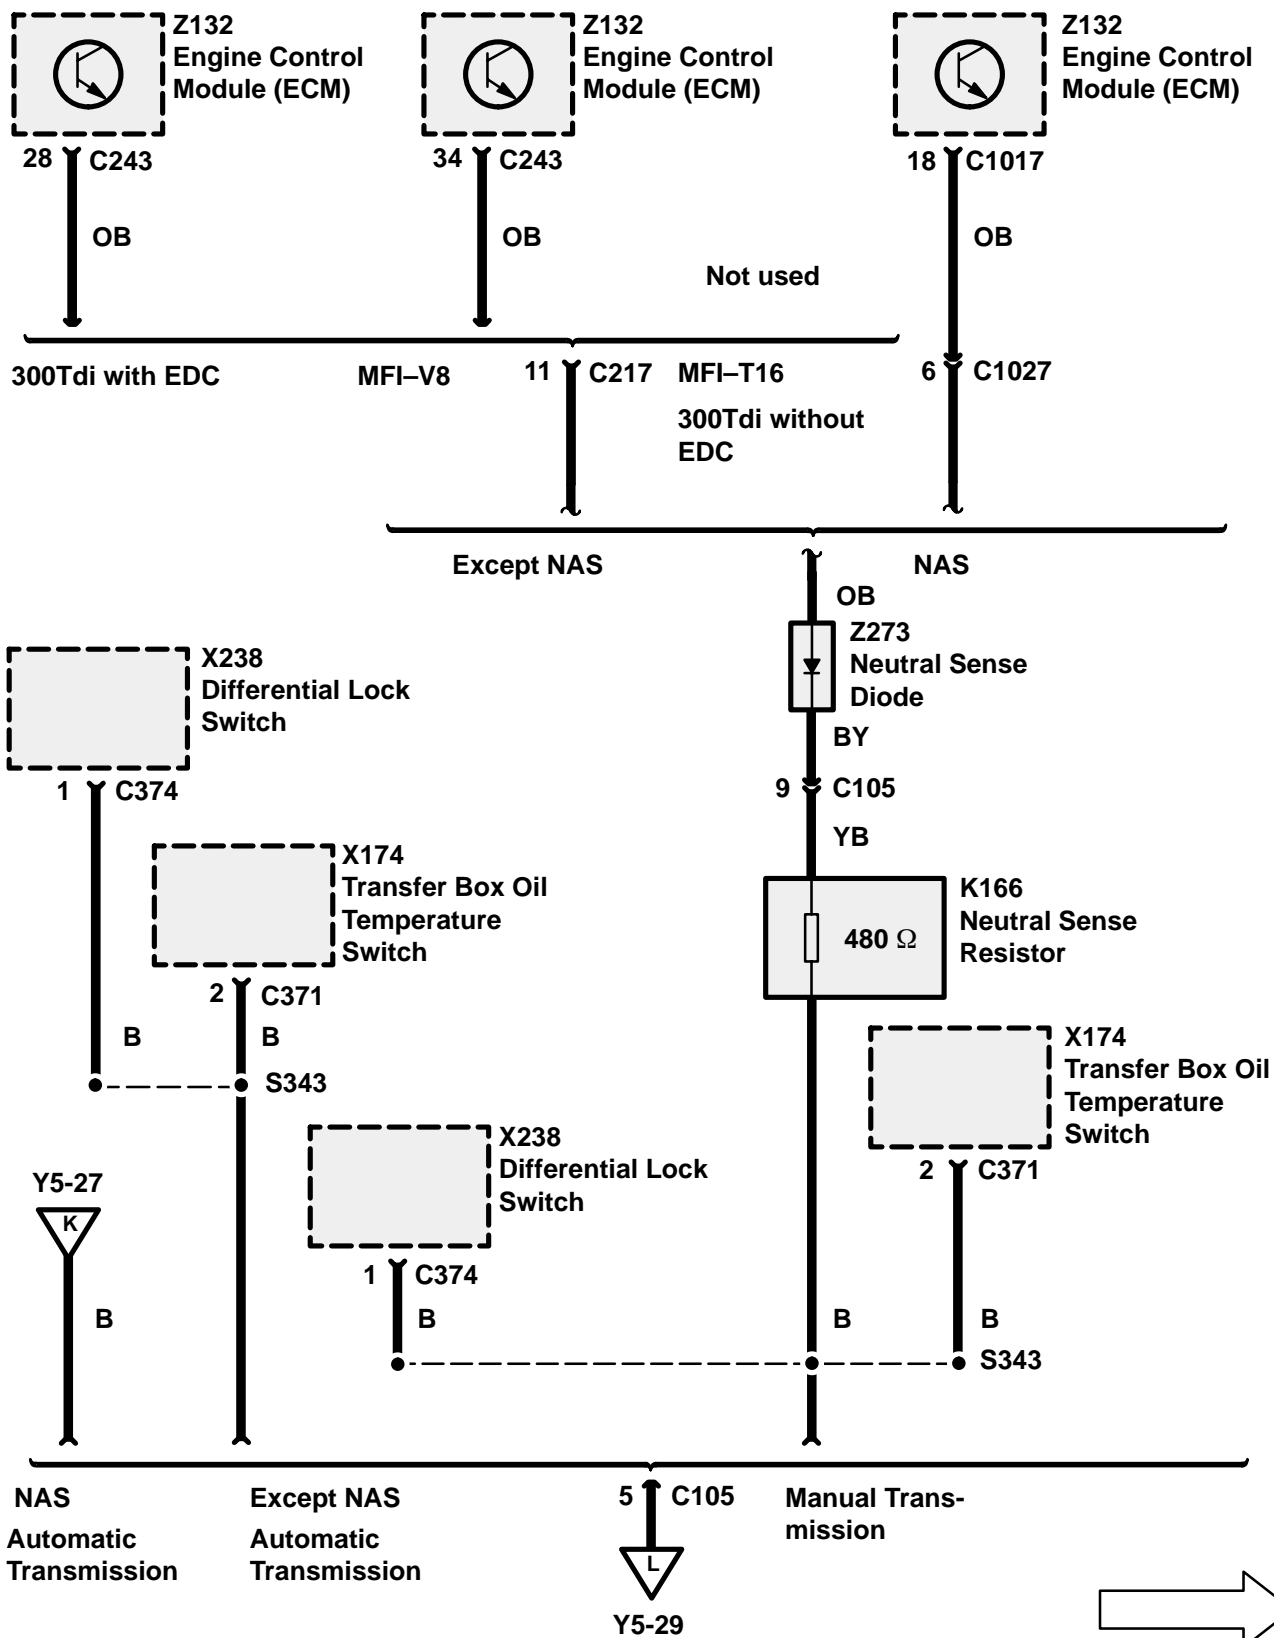 Z132
Engine Control
Module (ECM)
Z132
Engine Control
Module (ECM)
Z132
Engine Control
Module (ECM)
28 C243
34 C243
18 C1017
OB
OB
OB
Not used
300Tdi with EDC
MFI–V8
11 C217
MFI–T16
6 C1027
300Tdi without
EDC
Except NAS
NAS
OB
Z273
Neutral Sense
Diode
X238
Differential Lock
Switch
BY
1 C374
9 C105
YB
X174
Transfer Box Oil
Temperature
Switch
K166
Neutral Sense
Resistor
480 Ω
2 C371
B
B
S343
X174
Transfer Box Oil
Temperature
Switch
X238
Differential Lock
Switch
2 C371
Y5-27
K
1 C374
B
B
B
B
S343
NAS
Automatic
Transmission
Except NAS
Automatic
Transmission
5 C105
Manual Trans-
mission
L
Y5-29